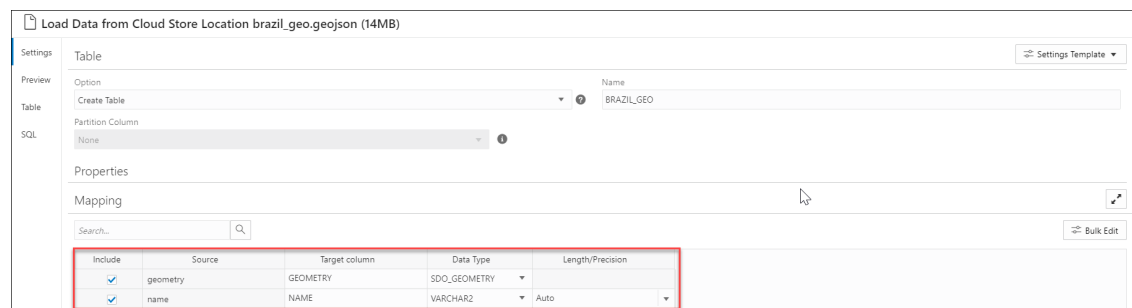 Load Data from Cloud Store Location brazil_geo.geojson (14MB)
Settings
Preview
Table
SQL
Table
Settings Template
Option
Name
Create Table
BRAZIL_GEO
Partition Column
None
Properties
Mapping
Search...
Bulk Edit
Include Source Target column Data Type Length/Precision
geometry GEOMETRY SDO_GEOMETRY
name NAME VARCHAR2 Auto